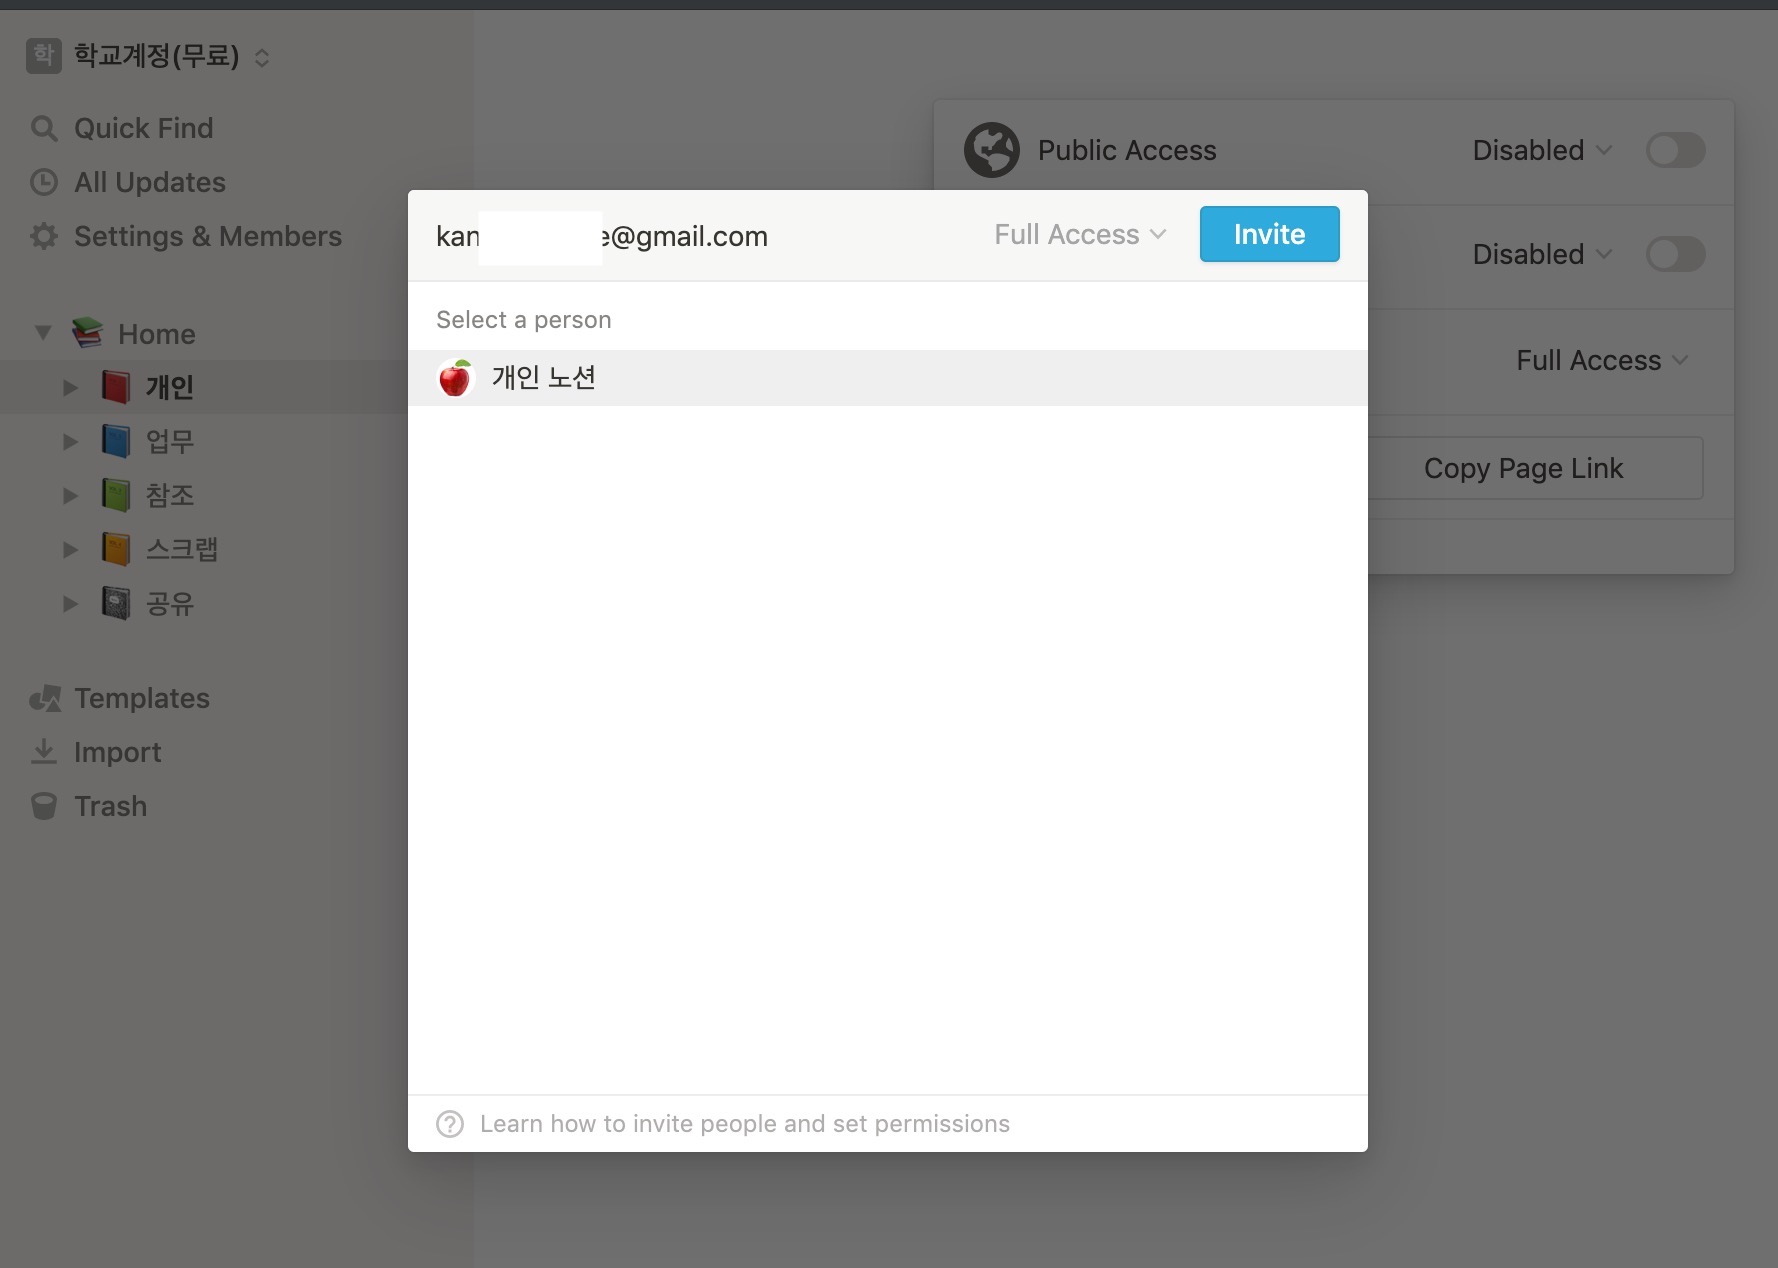 학 학교계정(무료)
Quick Find
All Updates
Settings & Members
Home
개인
업무
참조
스크랩
공유
Templates
Import
Trash
Public Access Disabled
Disabled
Full Access
Copy Page Link
kan e@gmail.com Full Access Invite
Select a person
개인 노션
Learn how to invite people and set permissions